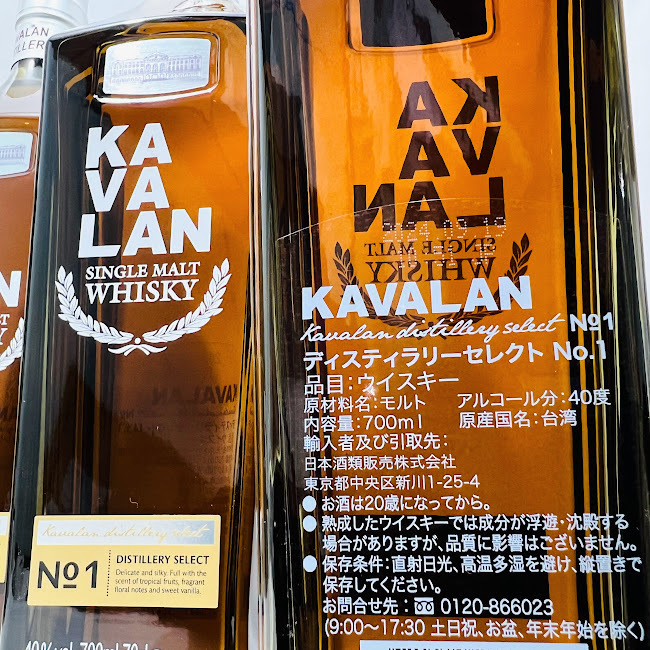 KA
VA
LAN
SINGLE MALT
WHISKY
Kavalan distillery select
Nº1
DISTILLERY SELECT
Delicate and silky. Full with the
scent of tropical fruits, fragrant
floral notes and sweet vanilla.
40% vol 700ml
KA
VA
LAN
SINGLE MALT
WHISKY
KAVALAN
Kavalan distillery select Nº1
ディスティラリーセレクト No.1
品目:ウイスキー
原材料名:モルト アルコール分:40度
内容量:700ml 原産国名:台湾
輸入者及び引取先:
日本酒類販売株式会社
東京都中央区新川1-25-4
● お酒は20歳になってから。
● 熟成したウイスキーでは成分が浮遊・沈殿する
場合がありますが、品質に影響はございません。
● 保存条件:直射日光、高温多湿を避け、縦置きで
保存してください。
お問合せ先: 0120-866023
(9:00〜17:30 土日祝、お盆、年末年始を除く)